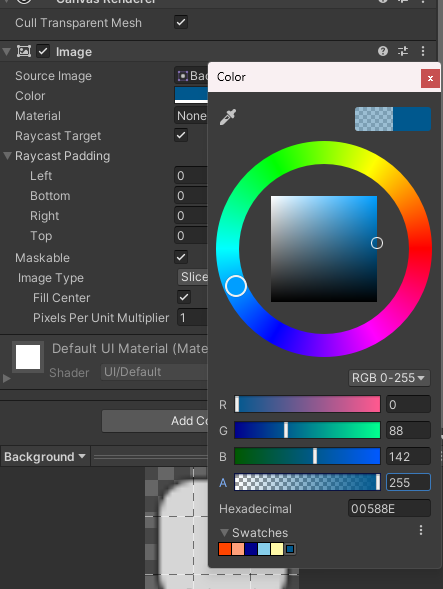 Canvas Renderer
Cull Transparent Mesh
Image
Source Image
Color
Material
None
Raycast Target
Raycast Padding
Left
0
Bottom
0
Right
0
Top
0
Maskable
Image Type
Slice
Fill Center
Pixels Per Unit Multiplier
1
Default UI Material (Mate
Shader
UI/Default
Add Co
Background
Color
x
RGB 0-255
R
0
G
88
B
142
A
255
Hexadecimal
00588E
Swatches